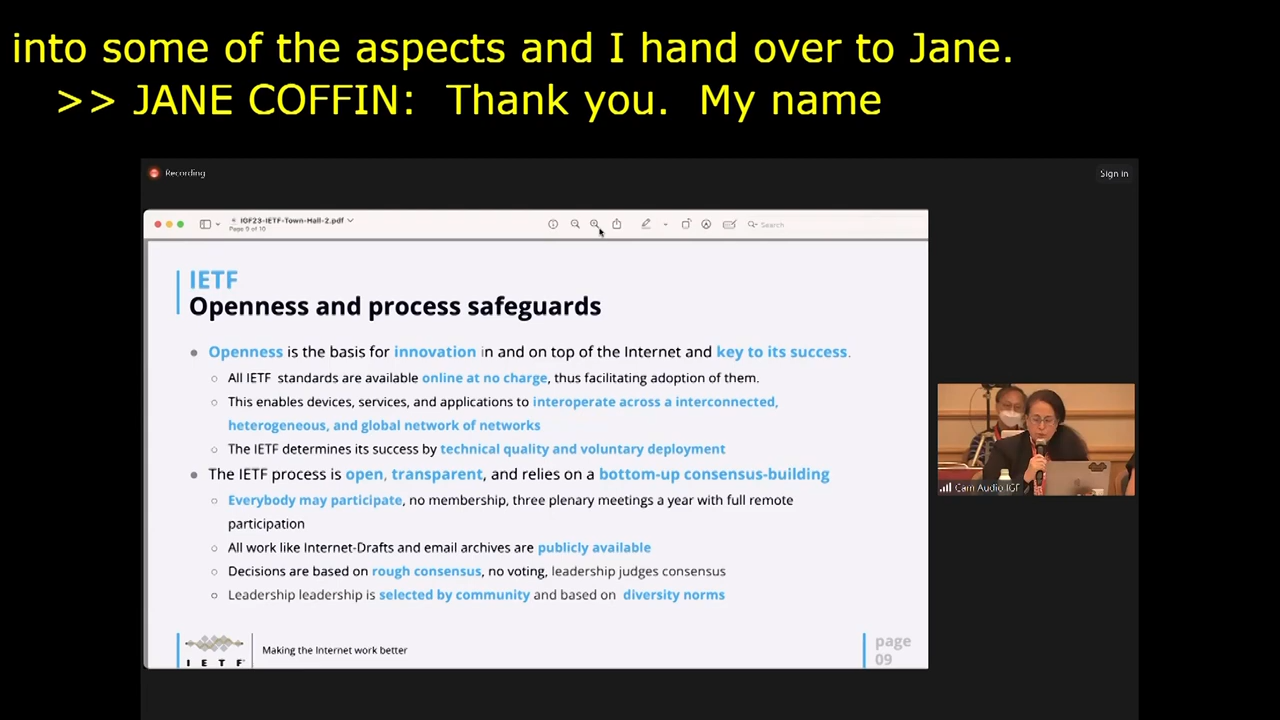 into some of the aspects and I hand over to Jane.
>> JANE COFFIN: Thank you. My name
Recording
Sign in
IGF23-IETF-Town-Hall-2.pdf
Page 9 of 10
Search
IETF
Openness and process safeguards
Openness is the basis for innovation in and on top of the Internet and key to its success.
All IETF standards are available online at no charge, thus facilitating adoption of them.
This enables devices, services, and applications to interoperate across a interconnected,
heterogeneous, and global network of networks
The IETF determines its success by technical quality and voluntary deployment
The IETF process is open, transparent, and relies on a bottom-up consensus-building
Everybody may participate, no membership, three plenary meetings a year with full remote
participation
All work like Internet-Drafts and email archives are publicly available
Decisions are based on rough consensus, no voting, leadership judges consensus
Leadership leadership is selected by community and based on diversity norms
Cam Audio IGF
I E T F
Making the Internet work better
page
09